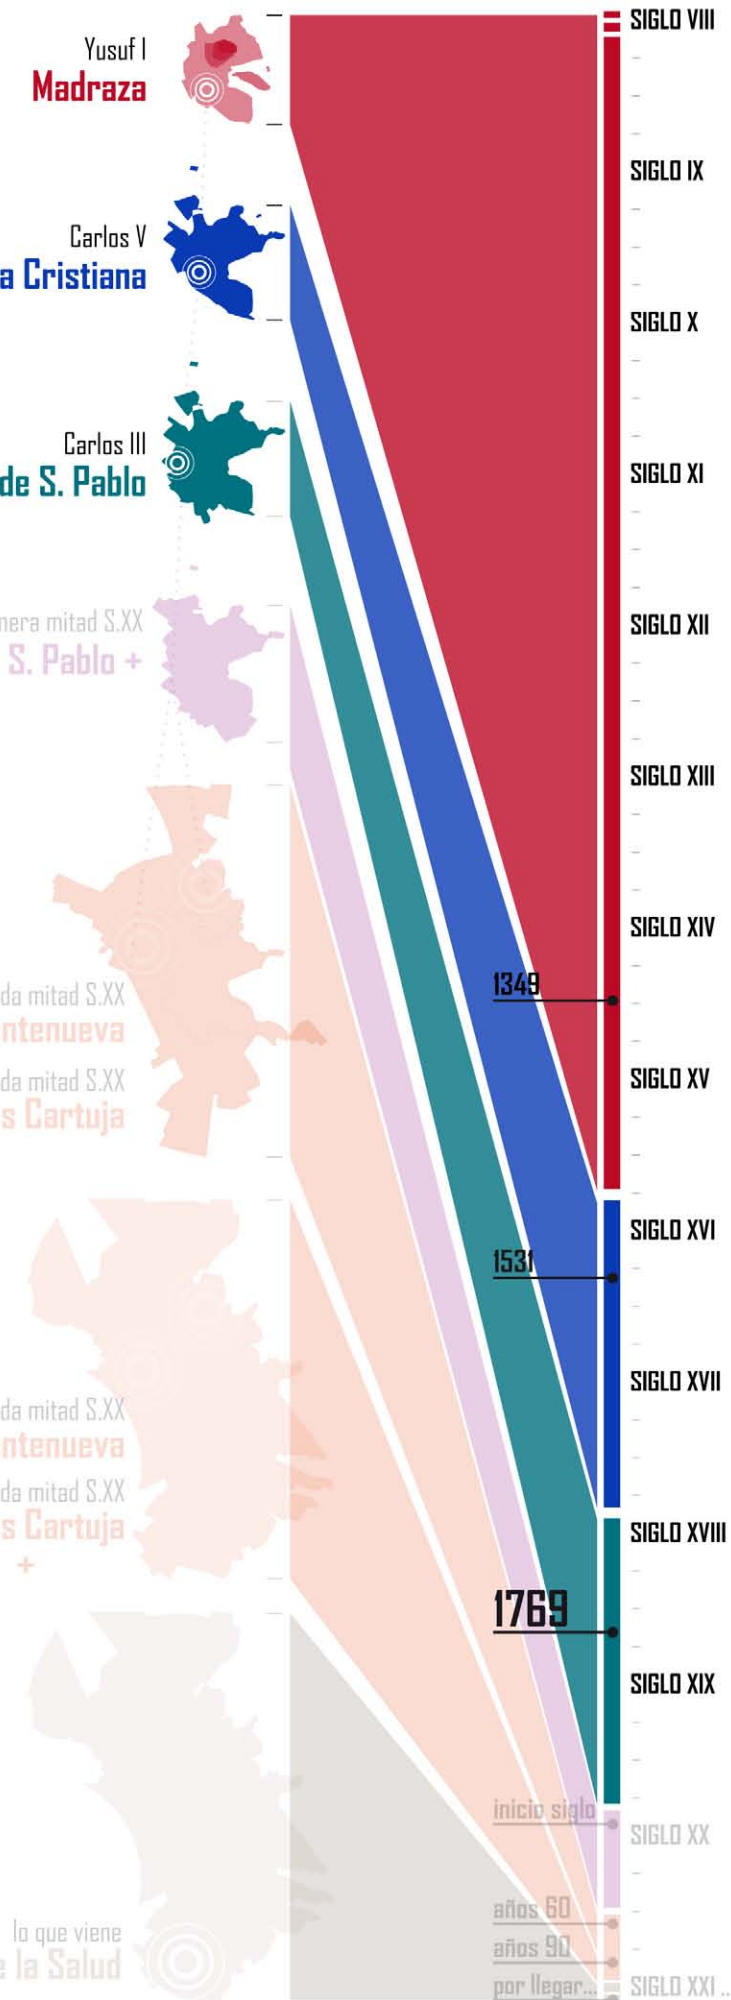 SIGLO VIII
Yusuf I
Madraza
SIGLO IX
Carlos V
a Cristiana
SIGLO X
Carlos III
de S. Pablo
SIGLO XI
mera mitad S.XX
S. Pablo +
SIGLO XII
SIGLO XIII
SIGLO XIV
1349
da mitad S.XX
ntenueva
SIGLO XV
da mitad S.XX
s Cartuja
SIGLO XVI
1531
SIGLO XVII
da mitad S.XX
ntenueva
da mitad S.XX
s Cartuja
+
SIGLO XVIII
1769
SIGLO XIX
inicio siglo
SIGLO XX
años 60
lo que viene
e la Salud
años 90
por llegar...
SIGLO XXI ..